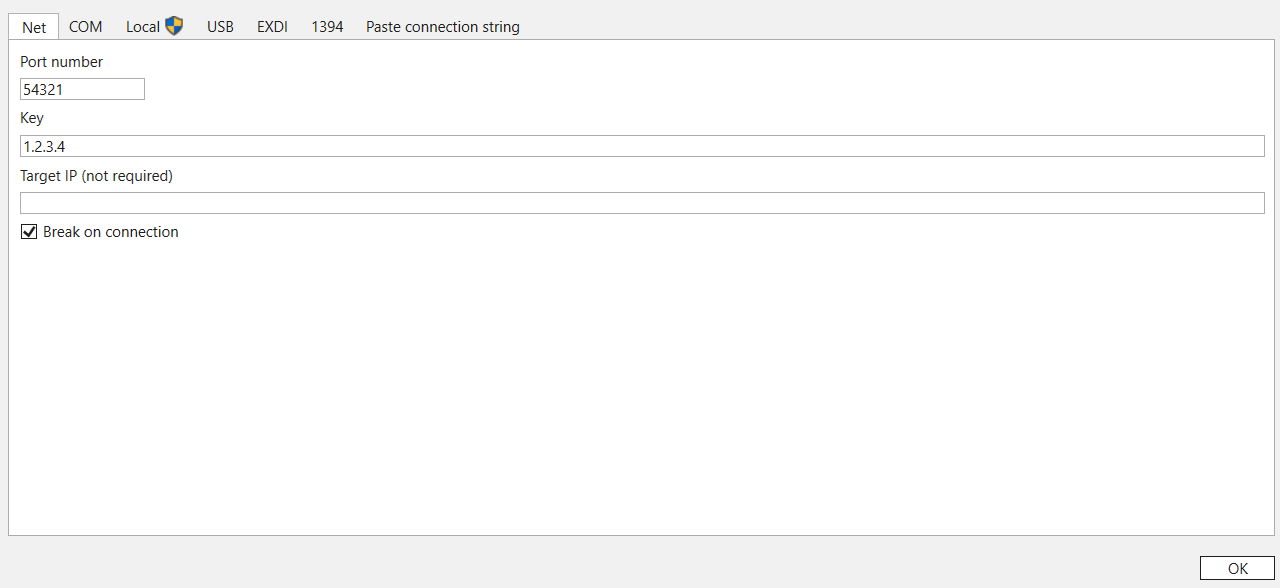 Net COM Local USB EXDI 1394 Paste connection string
Port number
54321
Key
1.2.3.4
Target IP (not required)
Break on connection
OK